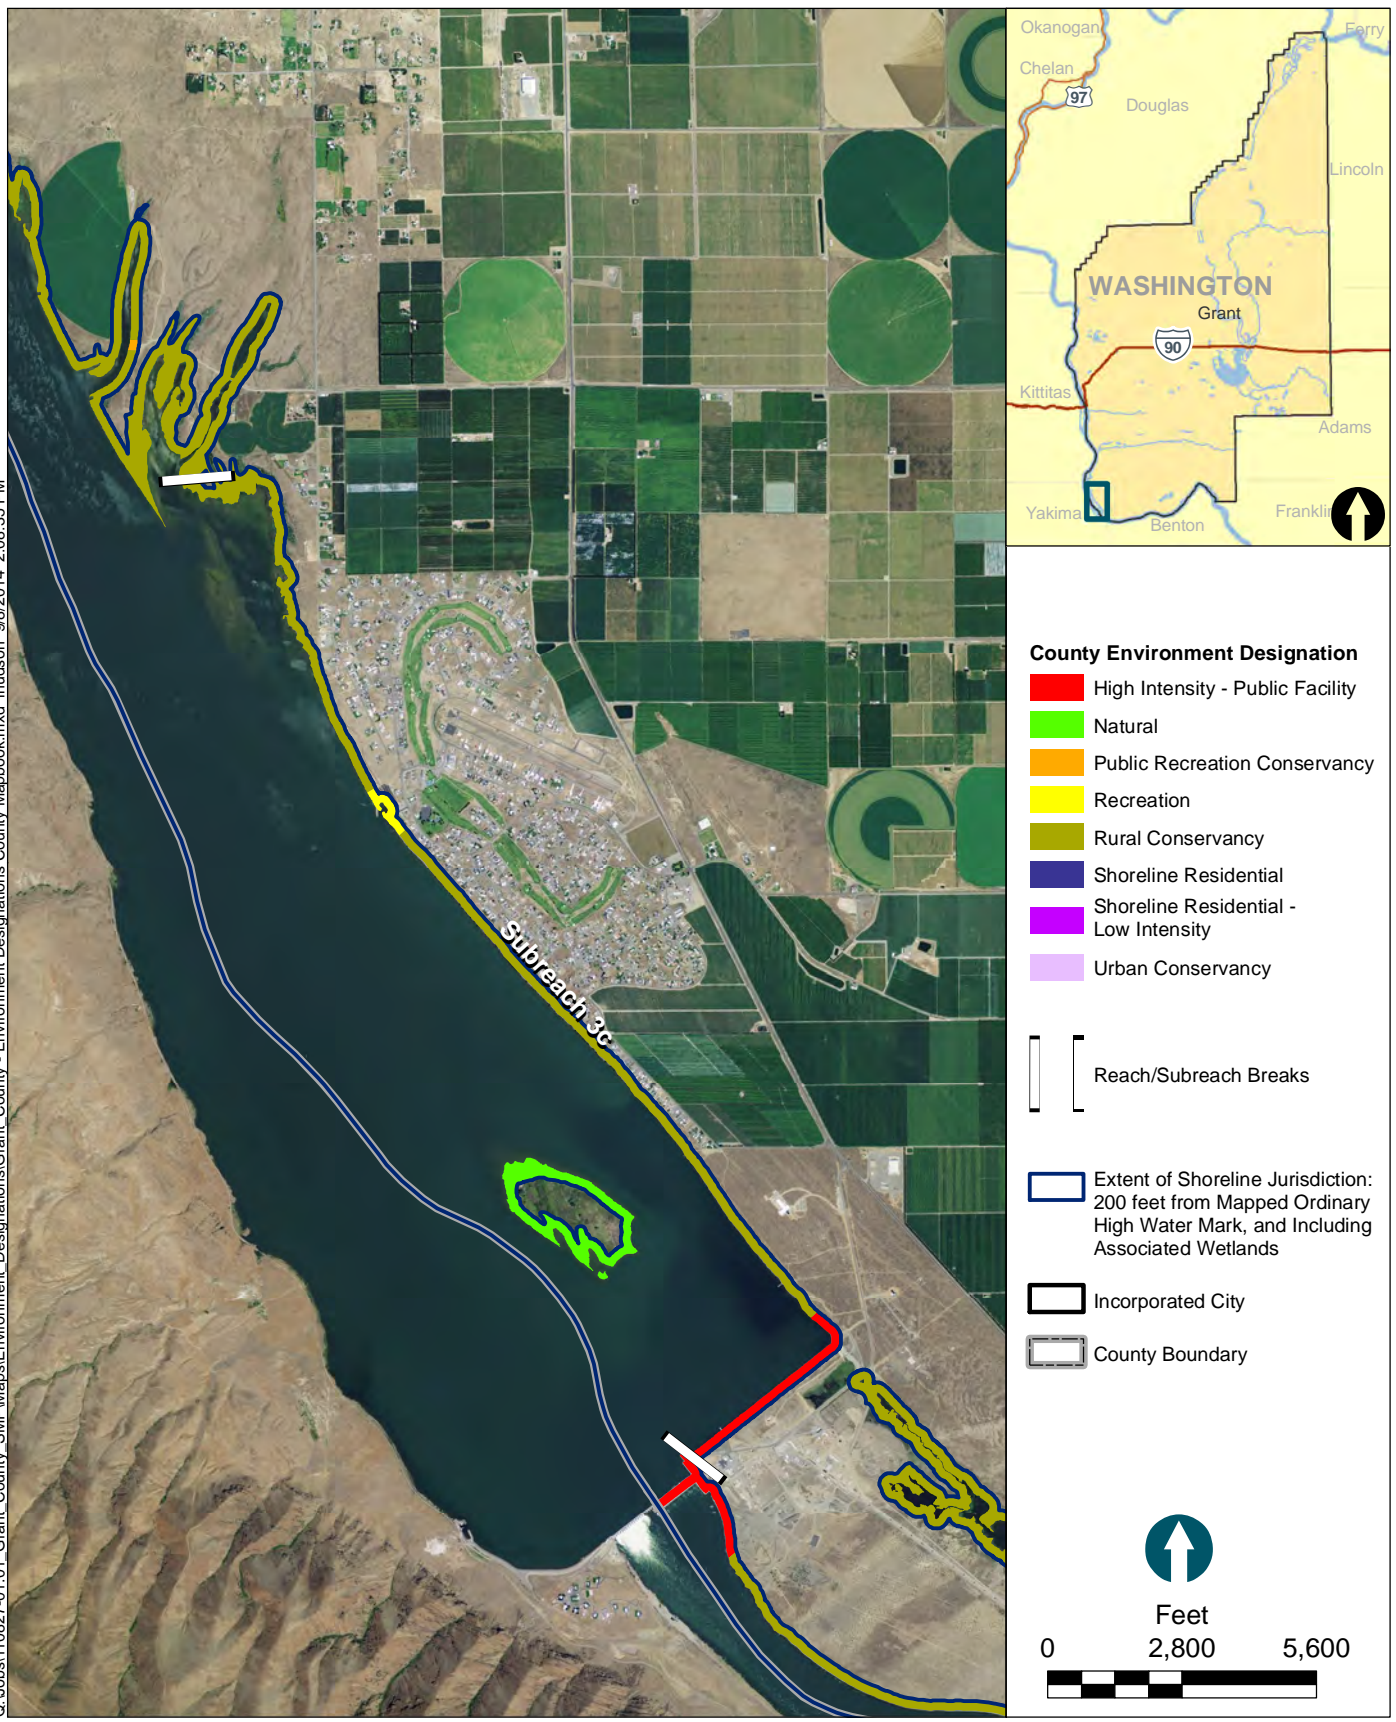 Okanogan
Ferry
Chelan
97
Douglas
Lincoln
WASHINGTON
Grant
90
Kittitas
Adams
Yakima
Benton
Franklin
County Environment Designation
High Intensity - Public Facility
Natural
Public Recreation Conservancy
Recreation
Rural Conservancy
Shoreline Residential
Shoreline Residential -
Low Intensity
Urban Conservancy
Reach/Subreach Breaks
Extent of Shoreline Jurisdiction:
200 feet from Mapped Ordinary
High Water Mark, and Including
Associated Wetlands
Incorporated City
County Boundary
Feet
0 2,800 5,600
Subreach 3c